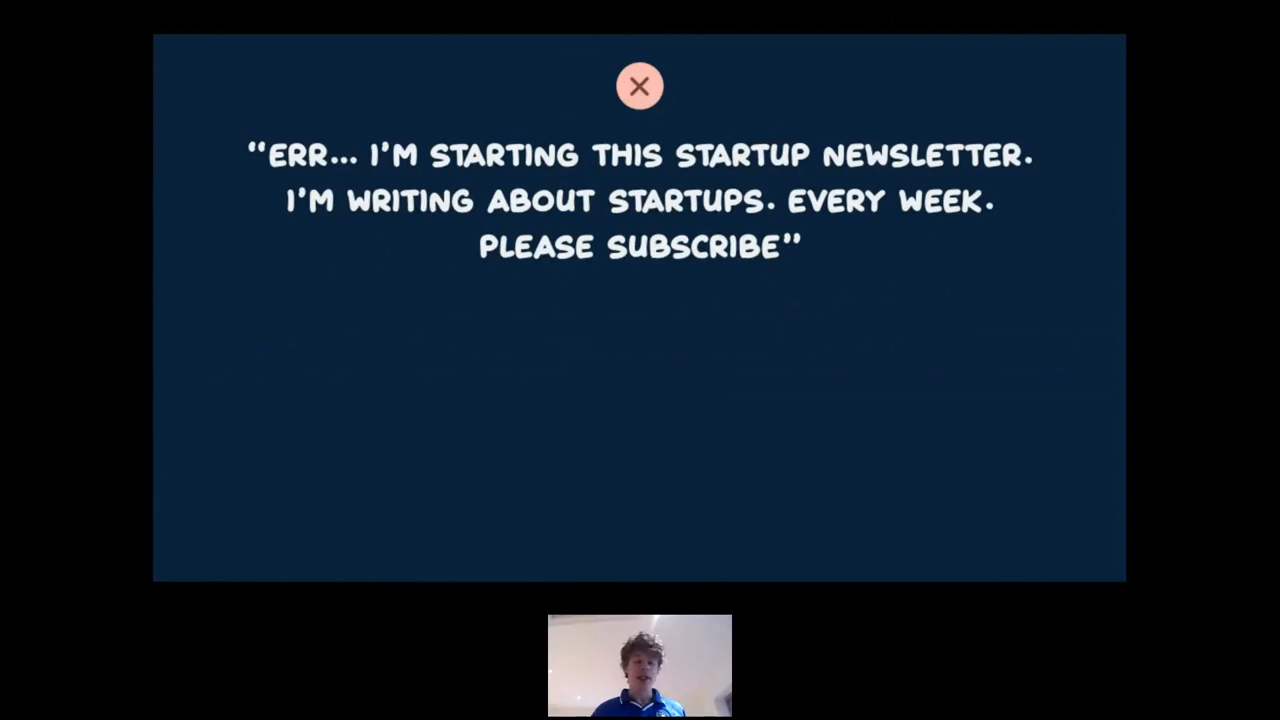 “ERR... I’M STARTING THIS STARTUP NEWSLETTER.
I’M WRITING ABOUT STARTUPS. EVERY WEEK.
PLEASE SUBSCRIBE”